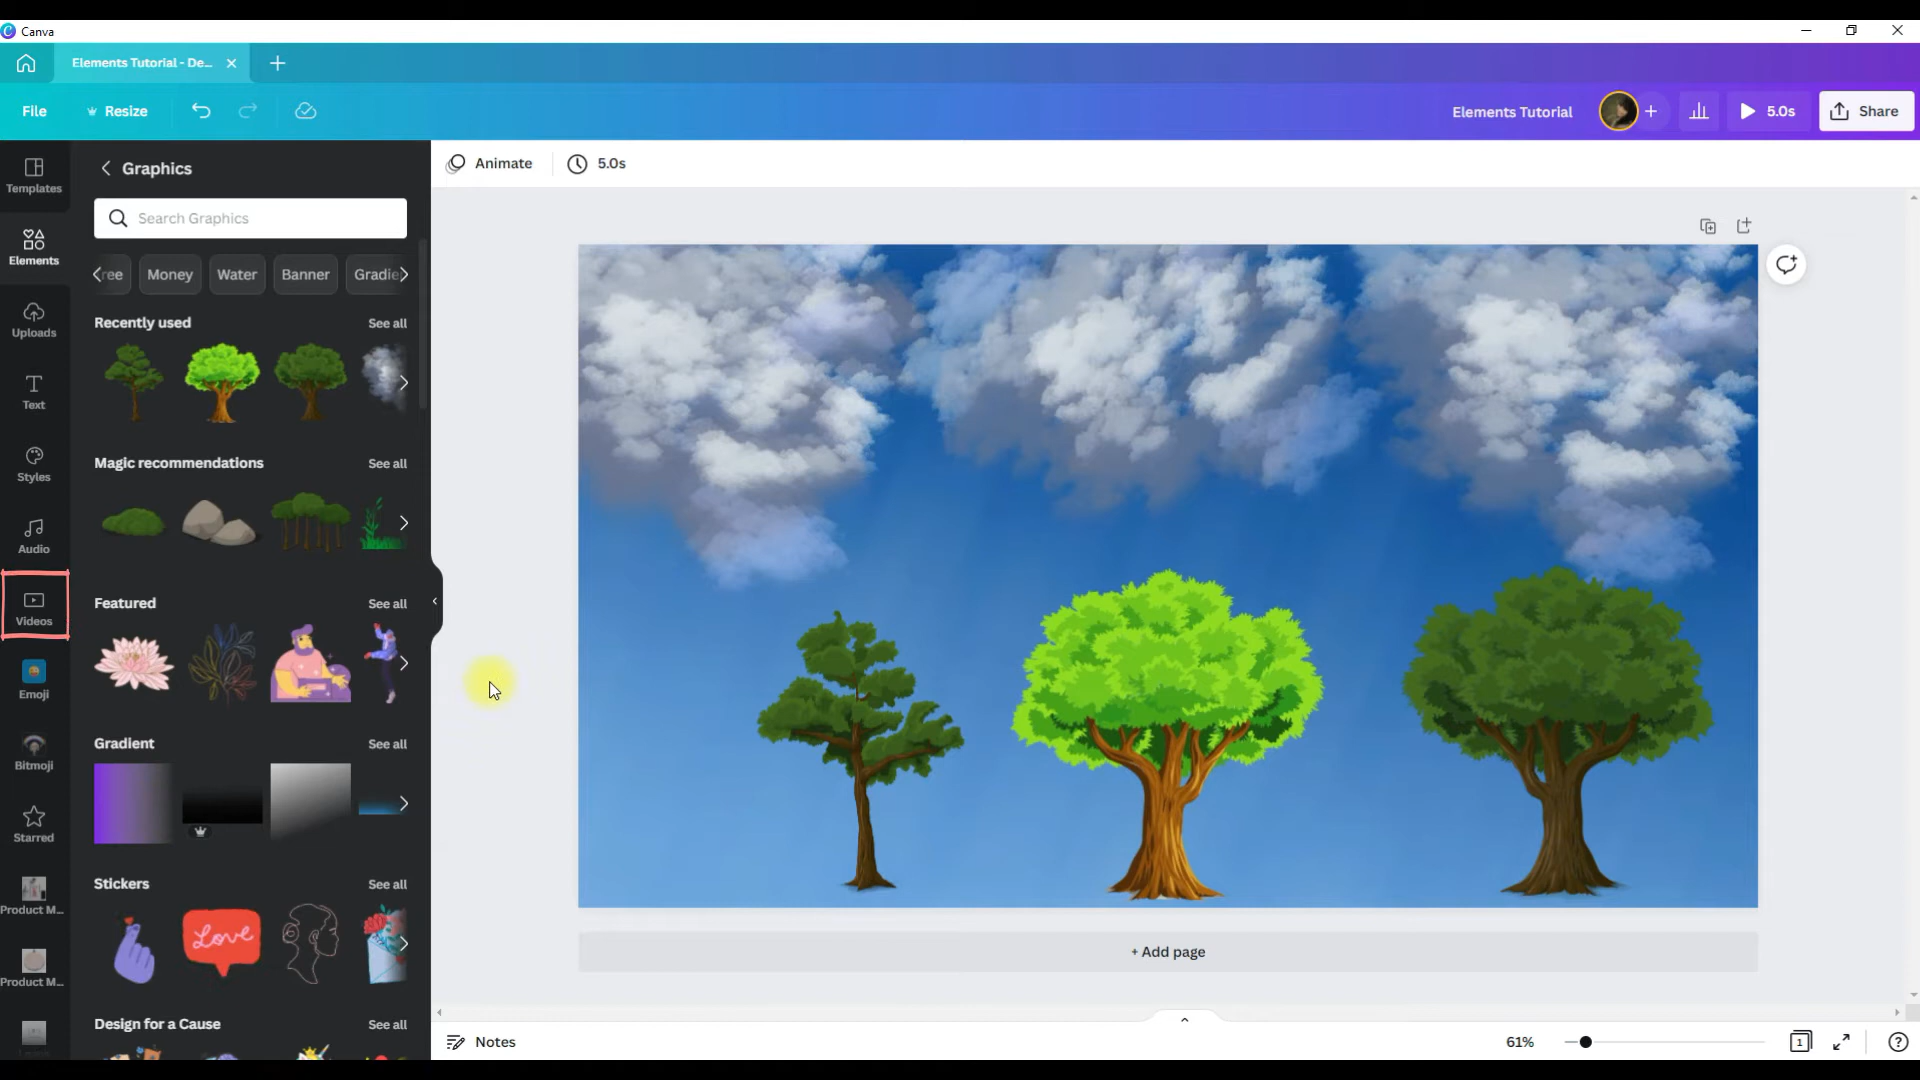 Canva
Elements Tutorial - De...
File
Resize
Elements Tutorial
5.0s
Share
Templates
Elements
Uploads
Text
Styles
Audio
Videos
Emoji
Bitmoji
Starred
Product M...
Product M...
Graphics
Search Graphics
ree
Money
Water
Banner
Gradie
Recently used
See all
Magic recommendations
See all
Featured
See all
Gradient
See all
Stickers
See all
Love
Design for a Cause
See all
Animate
5.0s
+ Add page
Notes
61%
1
?